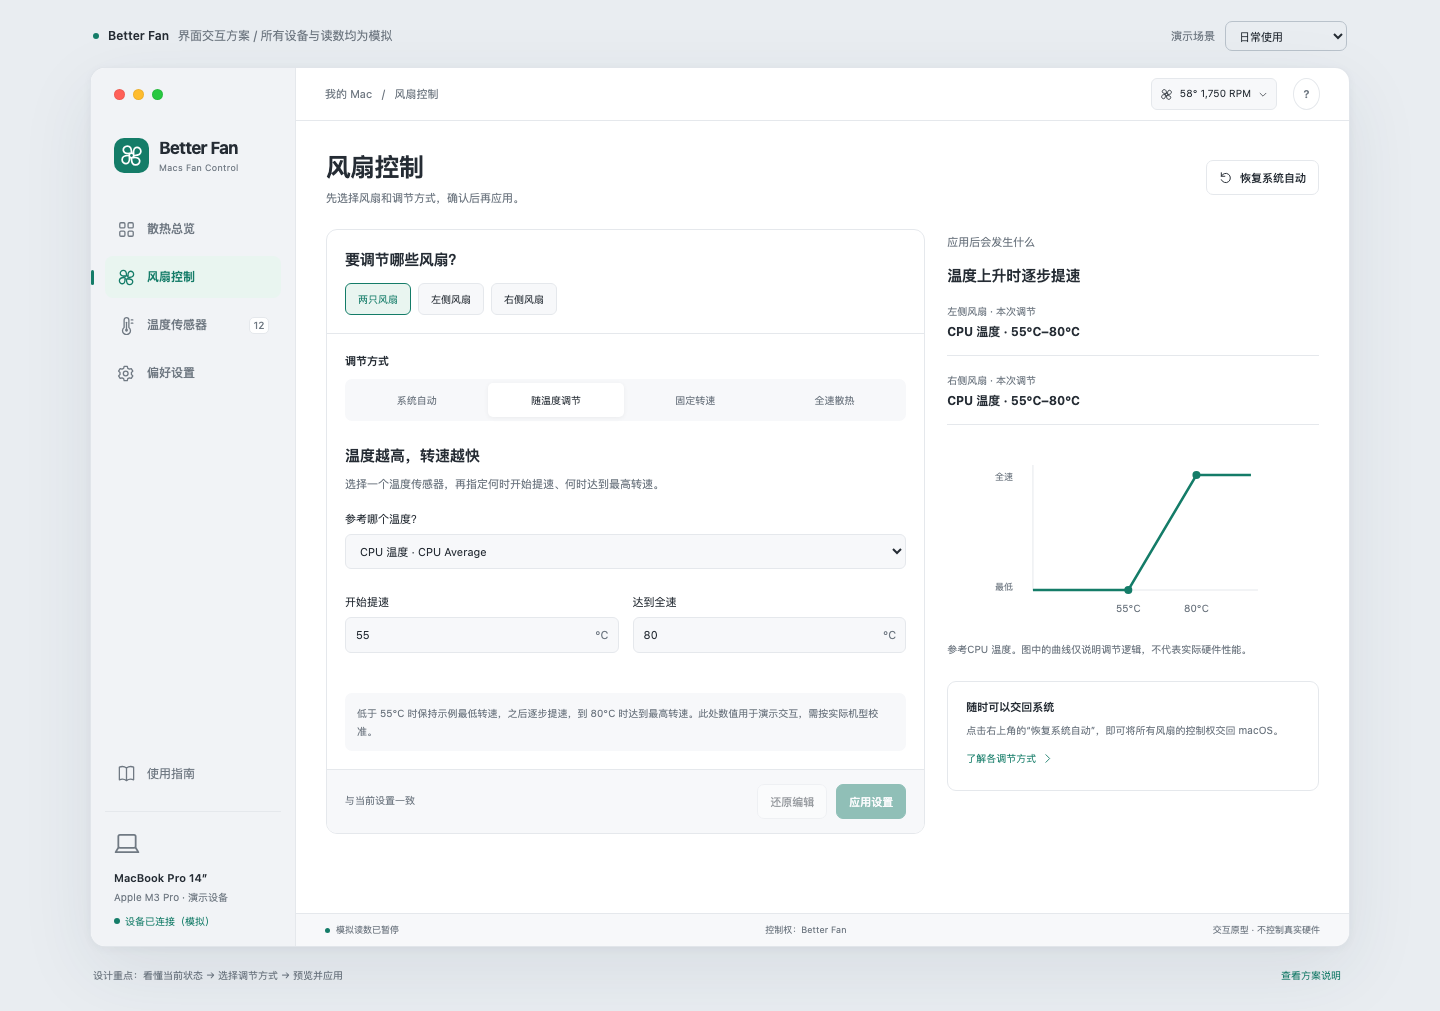 Better Fan 界面交互方案 / 所有设备与读数均为模拟
演示场景 日常使用
我的 Mac / 风扇控制
58° 1,750 RPM
?
Better Fan
Macs Fan Control
散热总览
风扇控制
温度传感器 12
偏好设置
使用指南
MacBook Pro 14″
Apple M3 Pro · 演示设备
设备已连接（模拟）
风扇控制
先选择风扇和调节方式，确认后再应用。
恢复系统自动
要调节哪些风扇?
两只风扇 左侧风扇 右侧风扇
调节方式
系统自动 随温度调节 固定转速 全速散热
温度越高，转速越快
选择一个温度传感器，再指定何时开始提速、何时达到最高转速。
参考哪个温度?
CPU 温度 · CPU Average
开始提速 达到全速
55 °C 80 °C
低于 55°C 时保持示例最低转速，之后逐步提速，到 80°C 时达到最高转速。此处数值用于演示交互，需按实际机型校
准。
与当前设置一致 还原编辑 应用设置
应用后会发生什么
温度上升时逐步提速
左侧风扇 · 本次调节
CPU 温度 · 55°C–80°C
右侧风扇 · 本次调节
CPU 温度 · 55°C–80°C
全速
最低
55°C 80°C
参考CPU 温度。图中的曲线仅说明调节逻辑，不代表实际硬件性能。
随时可以交回系统
点击右上角的“恢复系统自动”，即可将所有风扇的控制权交回 macOS。
了解各调节方式
模拟读数已暂停 控制权：Better Fan 交互原型 · 不控制真实硬件
设计重点：看懂当前状态 → 选择调节方式 → 预览并应用 查看方案说明